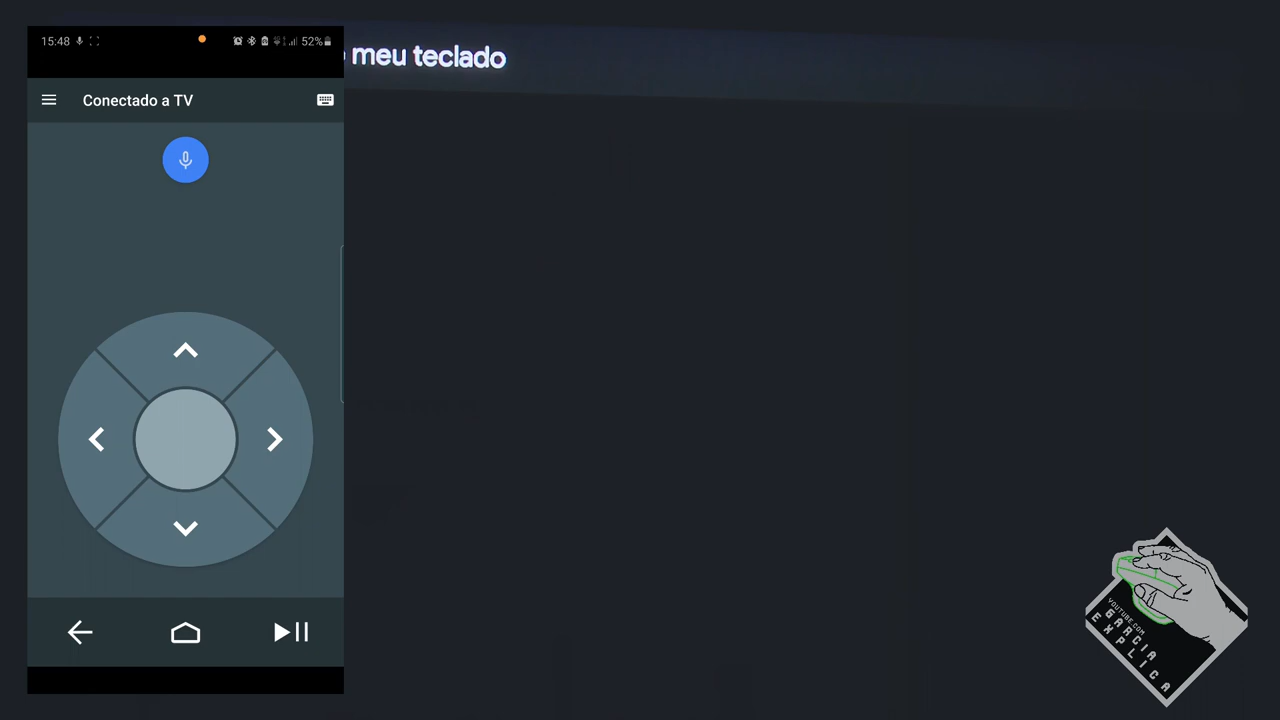 15:48
52%
meu teclado
Conectado a TV
YOUTUBE.COM
GARCIA
EXPLICA